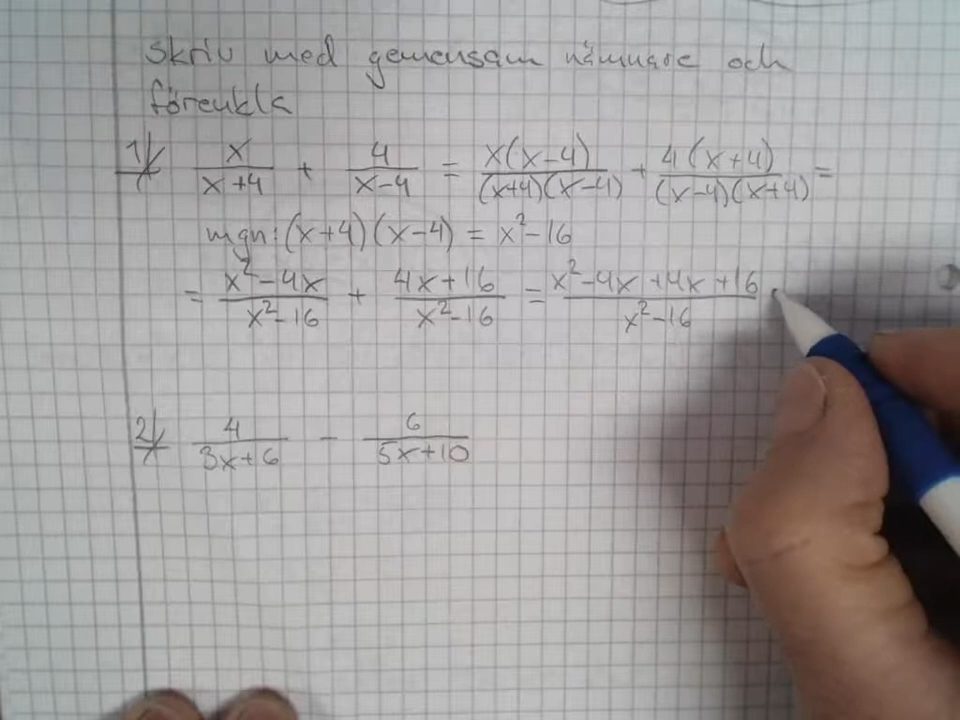 Skriv med gemensam nämnare och
förenkla
1/ x/(x+4) + 4/(x-4) = x(x-4)/((x+4)(x-4)) + 4(x+4)/((x-4)(x+4)) =
mgn: (x+4)(x-4) = x²-16
= (x²-4x)/(x²-16) + (4x+16)/(x²-16) = (x²-4x+4x+16)/(x²-16)
2/ 4/(3x+6) - 6/(5x+10)